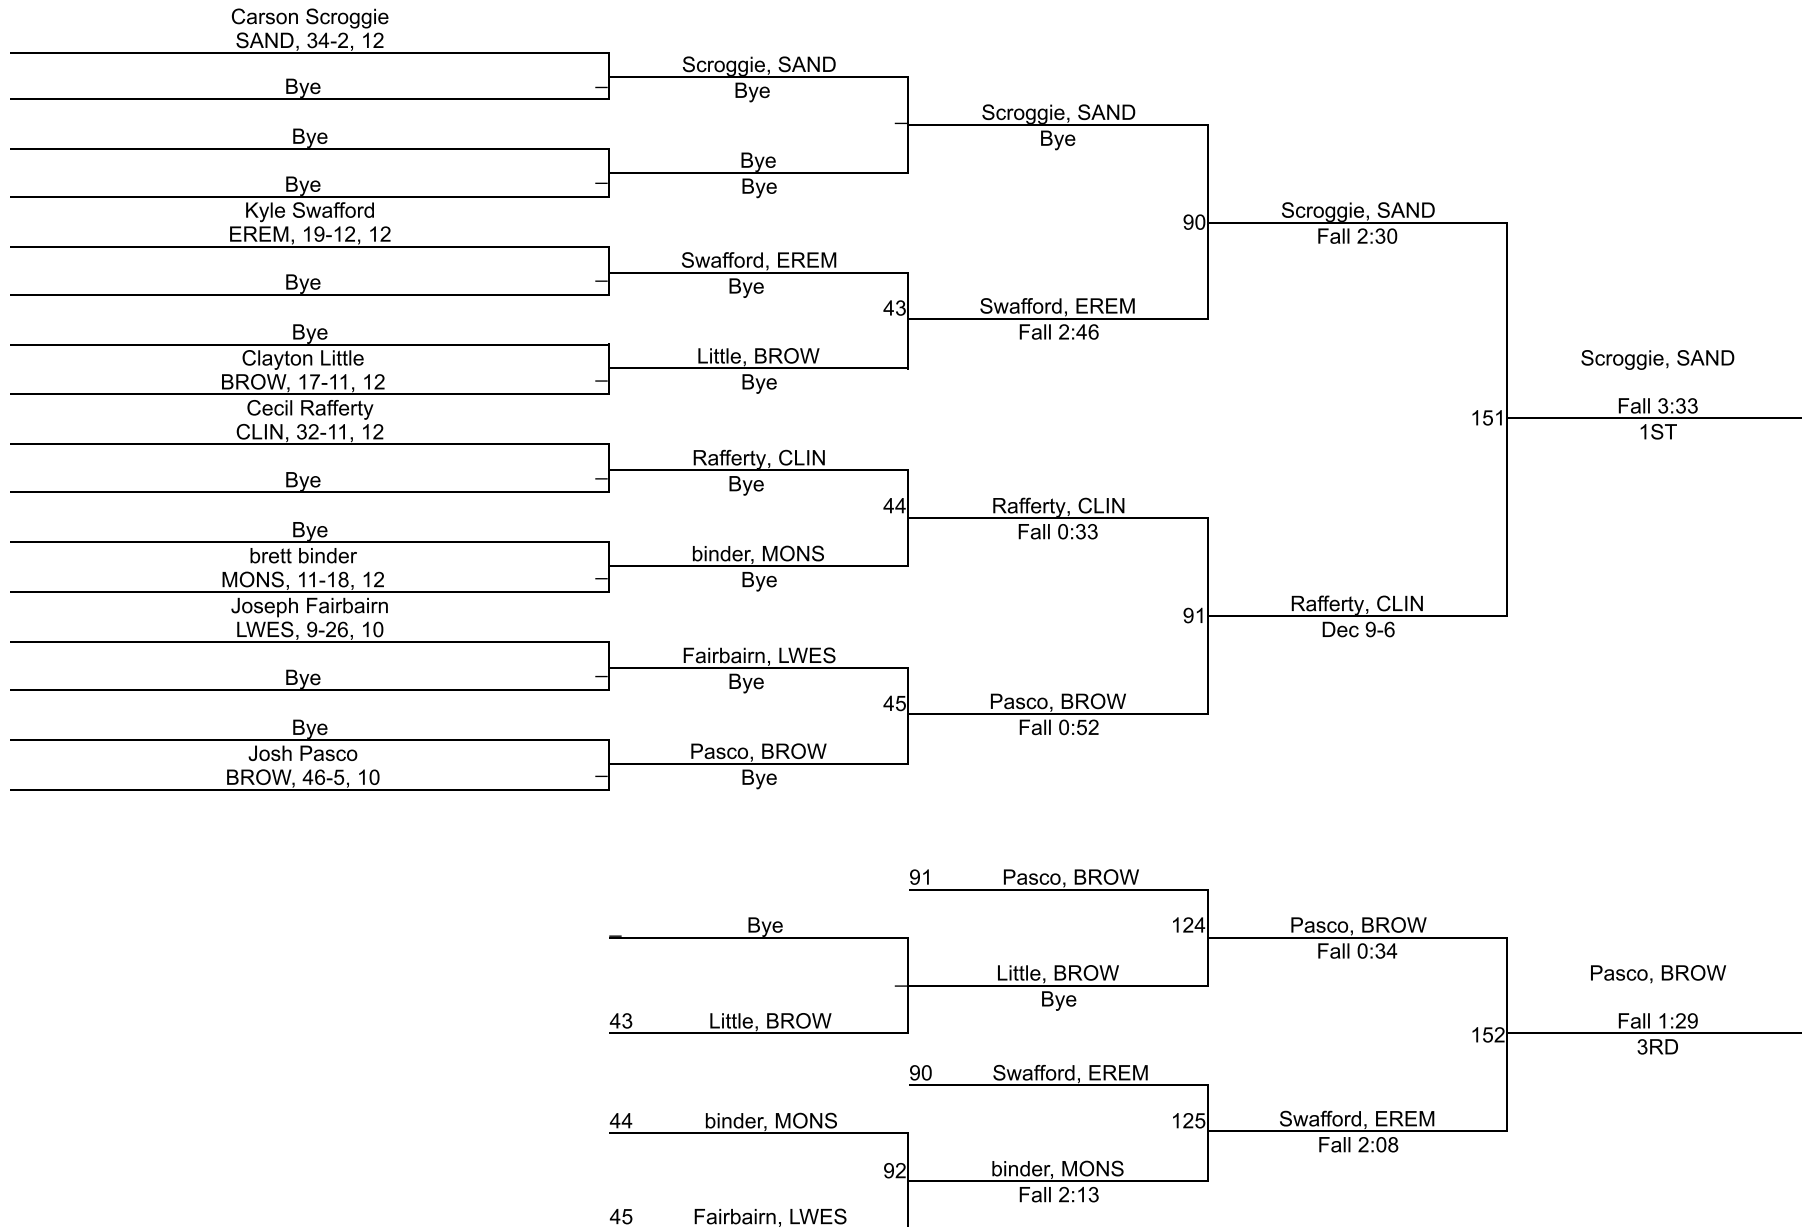 Carson Scroggie
SAND, 34-2, 12
Bye
Bye
Bye
Kyle Swafford
EREM, 19-12, 12
Bye
Bye
Clayton Little
BROW, 17-11, 12
Cecil Rafferty
CLIN, 32-11, 12
Bye
Bye
brett binder
MONS, 11-18, 12
Joseph Fairbairn
LWES, 9-26, 10
Bye
Bye
Josh Pasco
BROW, 46-5, 10
Scroggie, SAND
Bye
Bye
Bye
Swafford, EREM
Bye
43
Little, BROW
Bye
Rafferty, CLIN
Bye
44
binder, MONS
Bye
Fairbairn, LWES
Bye
45
Pasco, BROW
Bye
Scroggie, SAND
Bye
90
Swafford, EREM
Fall 2:46
Rafferty, CLIN
Fall 0:33
91
Pasco, BROW
Fall 0:52
Scroggie, SAND
Fall 2:30
151
Rafferty, CLIN
Dec 9-6
Scroggie, SAND
Fall 3:33
1ST
91 Pasco, BROW
Bye
124
Little, BROW
Bye
43 Little, BROW
Pasco, BROW
Fall 0:34
90 Swafford, EREM
44 binder, MONS
125
92
binder, MONS
Fall 2:13
45 Fairbairn, LWES
Swafford, EREM
Fall 2:08
152
Pasco, BROW
Fall 1:29
3RD